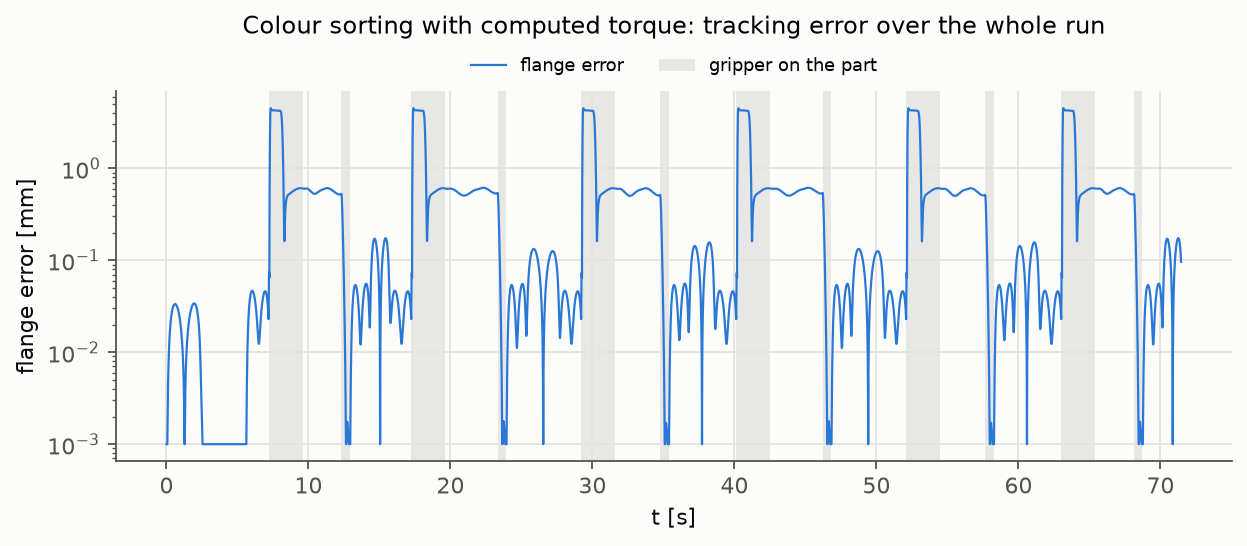 Colour sorting with computed torque: tracking error over the whole run
flange error
gripper on the part
flange error [mm]
10⁰
10⁻¹
10⁻²
10⁻³
0 10 20 30 40 50 60 70
t [s]